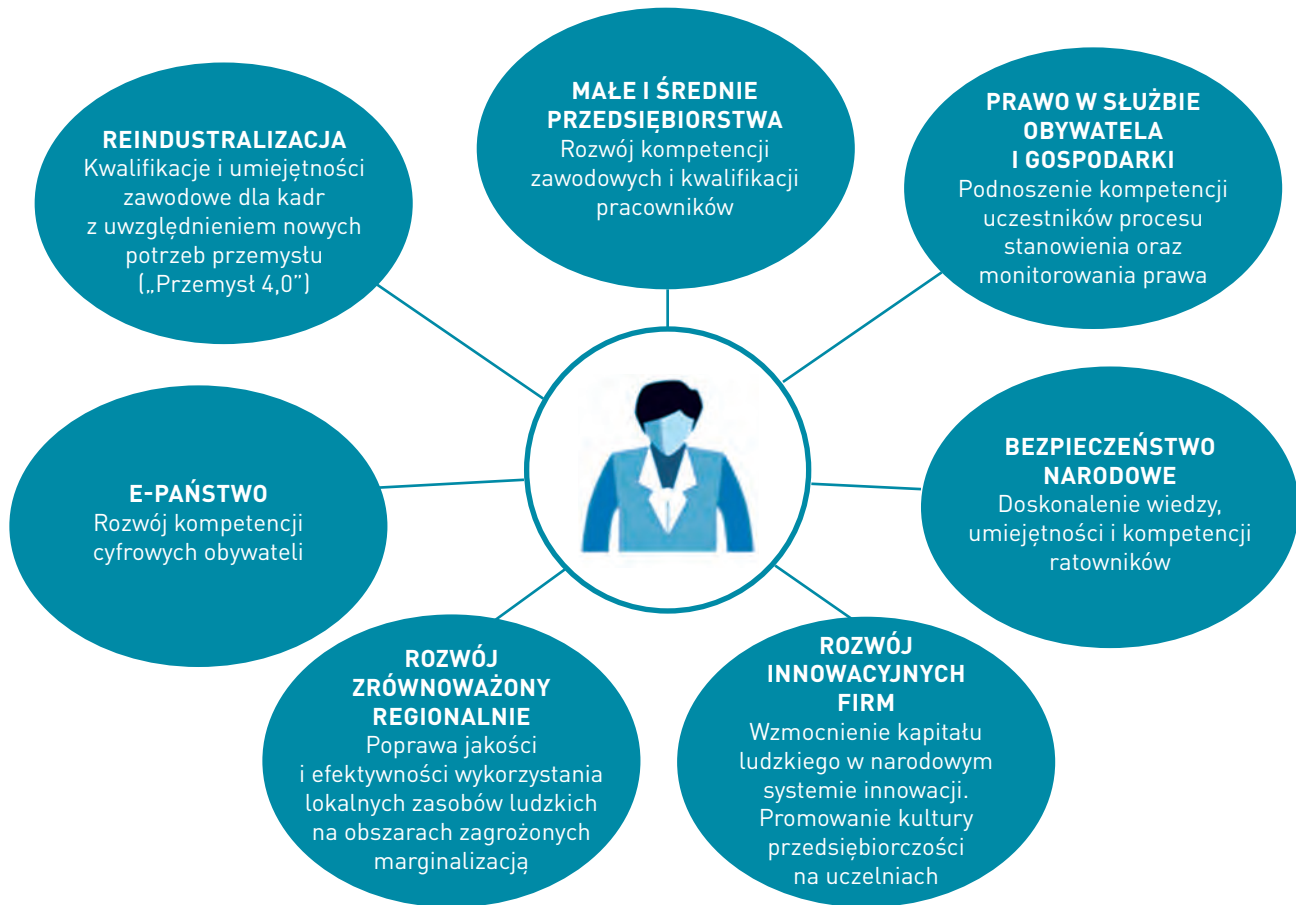 REINDUSTRALIZACJA
Kwalifikacje i umiejętności
zawodowe dla kadr
z uwzględnieniem nowych
potrzeb przemysłu
(„Przemysł 4,0”)
MAŁE I ŚREDNIE
PRZEDSIĘBIORSTWA
Rozwój kompetencji
zawodowych i kwalifikacji
pracowników
PRAWO W SŁUŻBIE
OBYWATELA
I GOSPODARKI
Podnoszenie kompetencji
uczestników procesu
stanowienia oraz
monitorowania prawa
E-PAŃSTWO
Rozwój kompetencji
cyfrowych obywateli
BEZPIECZEŃSTWO
NARODOWE
Doskonalenie wiedzy,
umiejętności i kompetencji
ratowników
ROZWÓJ
ZRÓWNOWAŻONY
REGIONALNIE
Poprawa jakości
i efektywności wykorzystania
lokalnych zasobów ludzkich
na obszarach zagrożonych
marginalizacją
ROZWÓJ
INNOWACYJNYCH
FIRM
Wzmocnienie kapitału
ludzkiego w narodowym
systemie innowacji.
Promowanie kultury
przedsiębiorczości
na uczelniach